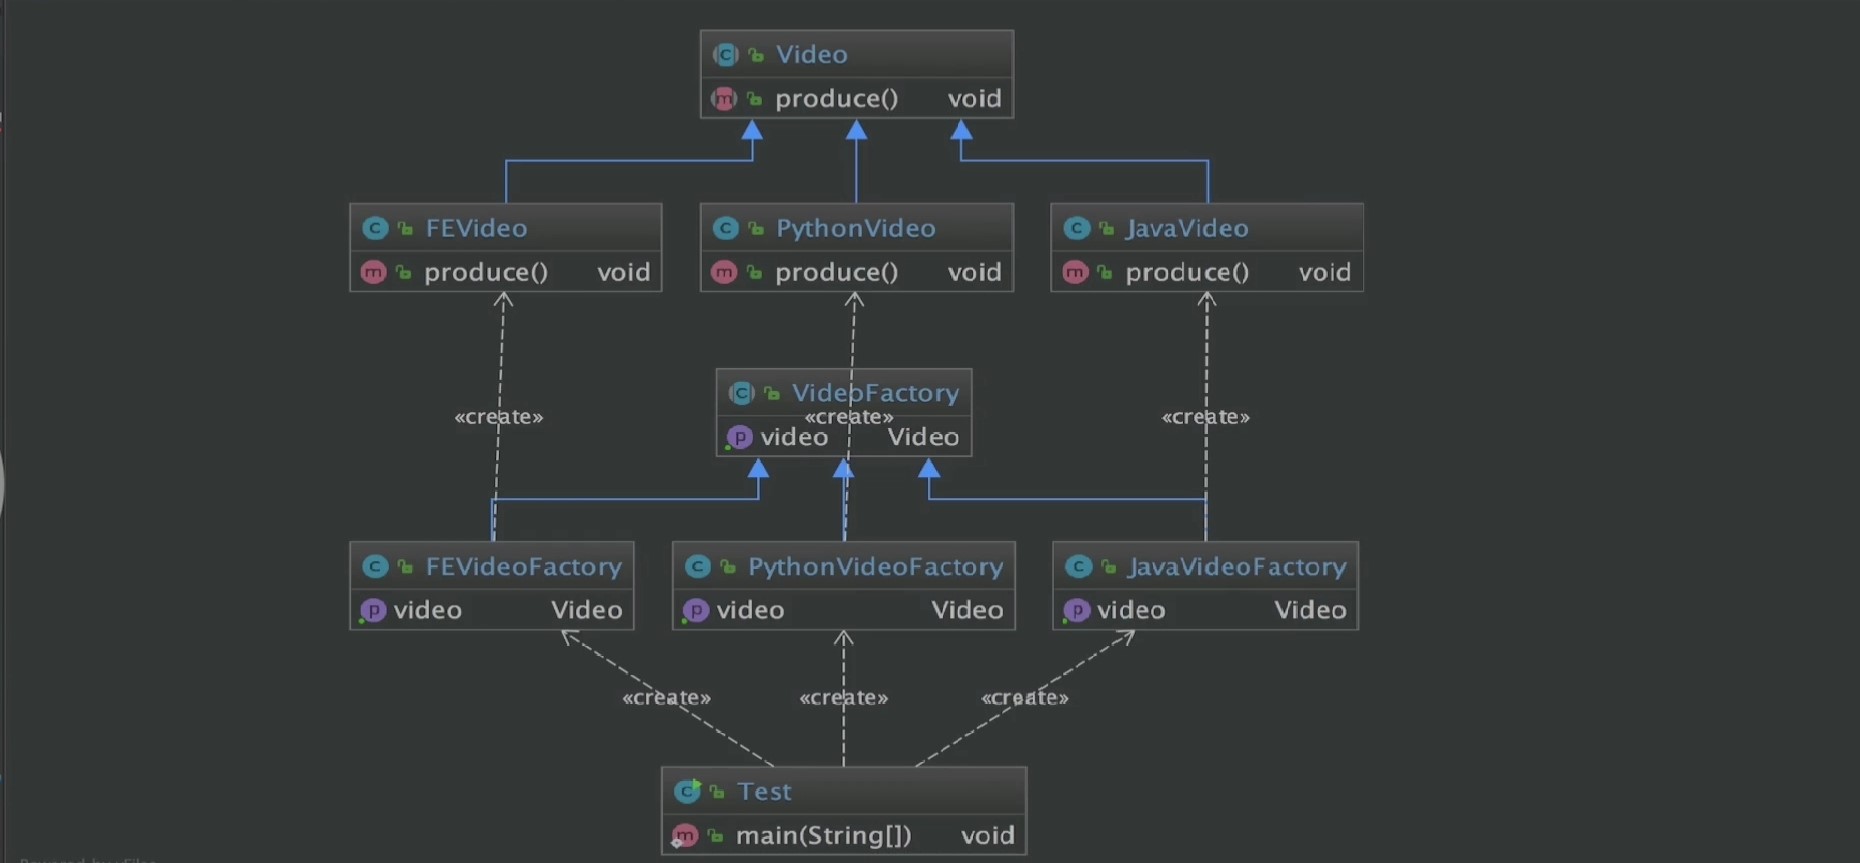 Video
produce() void
FEVideo
produce() void
PythonVideo
produce() void
JavaVideo
produce() void
VideoFactory
video Video
«create»
«create»
«create»
FEVideoFactory
video Video
PythonVideoFactory
video Video
JavaVideoFactory
video Video
«create»
«create»
«create»
Test
main(String[]) void